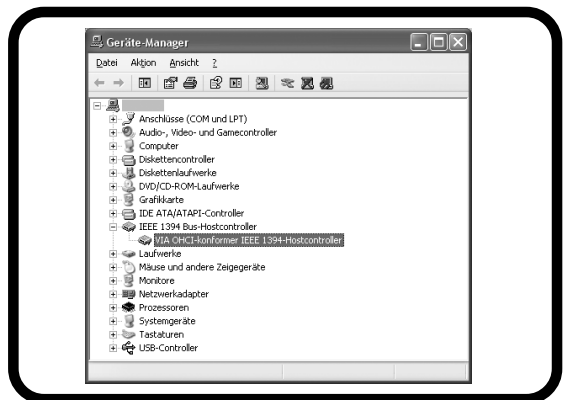 Geräte-Manager
Datei Aktion Ansicht ?
Anschlüsse (COM und LPT)
Audio-, Video- und Gamecontroller
Computer
Diskettencontroller
Diskettenlaufwerke
DVD/CD-ROM-Laufwerke
Grafikkarte
IDE ATA/ATAPI-Controller
IEEE 1394 Bus-Hostcontroller
VIA OHCI-konformer IEEE 1394-Hostcontroller
Laufwerke
Mäuse und andere Zeigegeräte
Monitore
Netzwerkadapter
Prozessoren
Systemgeräte
Tastaturen
USB-Controller